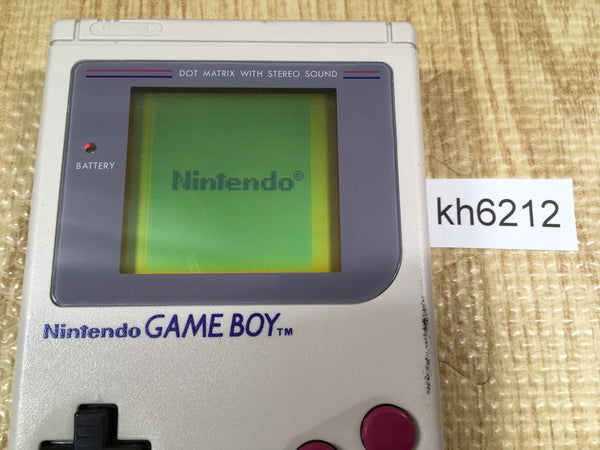 DOT MATRIX WITH STEREO SOUND
BATTERY
Nintendo®
kh6212
Nintendo GAME BOY™